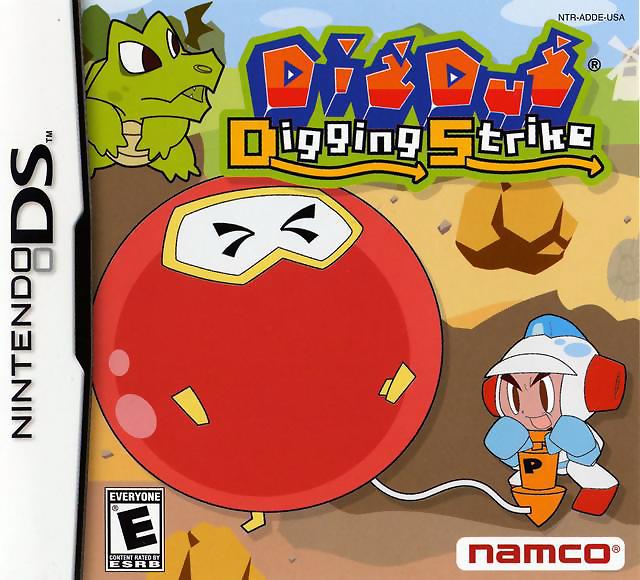 NTR-ADDE-USA
Dig Dug®
Digging Strike
NINTENDO DS™
P
EVERYONE
E®
CONTENT RATED BY
ESRB
namco®